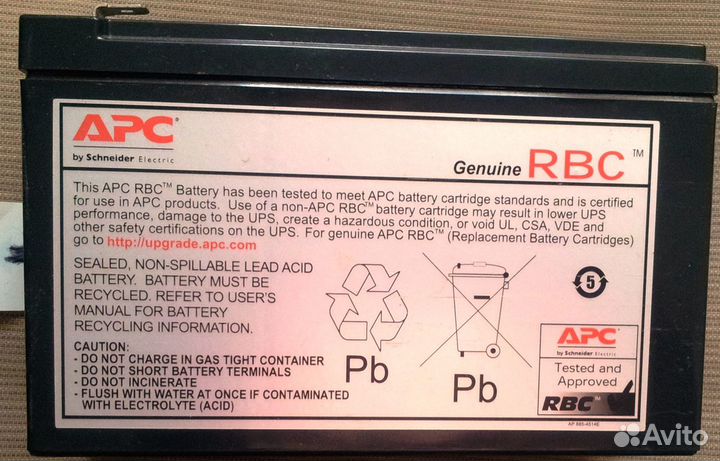 APC
by Schneider Electric
Genuine RBC™
This APC RBC™ Battery has been tested to meet APC battery cartridge standards and is certified
for use in APC products. Use of a non-APC RBC™ battery cartridge may result in lower UPS
performance, damage to the UPS, create a hazardous condition, or void UL, CSA, VDE and
other safety certifications on the UPS. For genuine APC RBC™ (Replacement Battery Cartridges)
go to http://upgrade.apc.com
SEALED, NON-SPILLABLE LEAD ACID
BATTERY. BATTERY MUST BE
RECYCLED. REFER TO USER'S
MANUAL FOR BATTERY
RECYCLING INFORMATION.
CAUTION:
- DO NOT CHARGE IN GAS TIGHT CONTAINER
- DO NOT SHORT BATTERY TERMINALS
- DO NOT INCINERATE
- FLUSH WITH WATER AT ONCE IF CONTAMINATED
WITH ELECTROLYTE (ACID)
Pb
Pb
5
APC
by Schneider Electric
Tested and
Approved
RBC™
AP 885-4514E
Avito